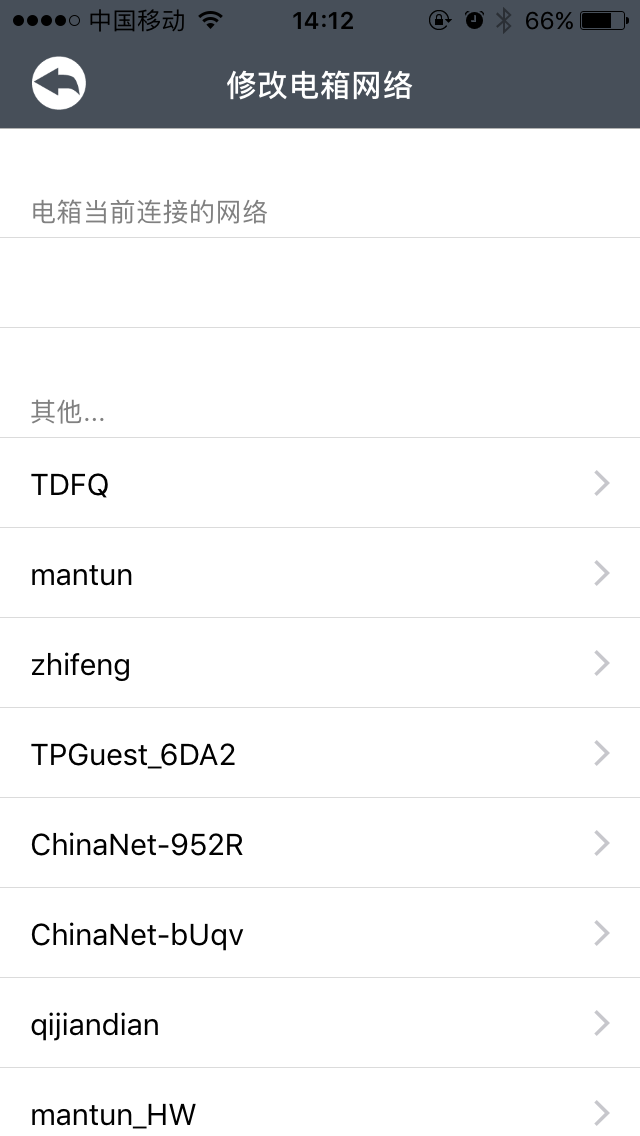 中国移动 14:12 66%
修改电箱网络
电箱当前连接的网络
其他...
TDFQ
mantun
zhifeng
TPGuest_6DA2
ChinaNet-952R
ChinaNet-bUqv
qijiandian
mantun_HW